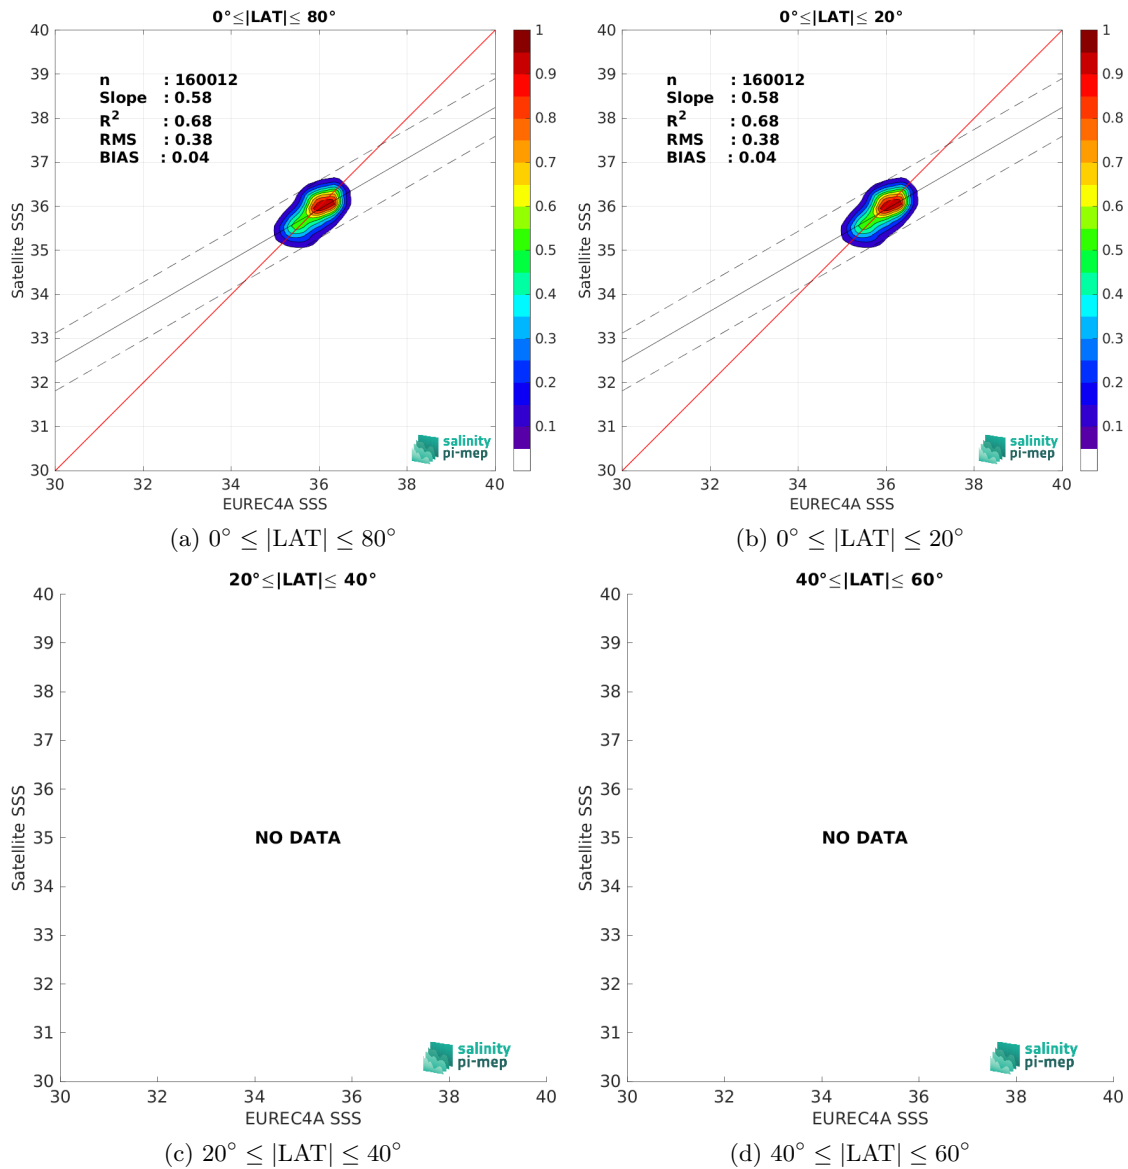 0°≤|LAT|≤ 80°
40
39
38
37
36
35
34
33
32
31
30
Satellite SSS
n : 160012
Slope : 0.58
R2 : 0.68
RMS : 0.38
BIAS : 0.04
1
0.9
0.8
0.7
0.6
0.5
0.4
0.3
0.2
0.1
salinity
pi-mep
30 32 34 36 38 40
EUREC4A SSS
(a) 0° ≤ |LAT| ≤ 80°
0°≤|LAT|≤ 20°
40
39
38
37
36
35
34
33
32
31
30
Satellite SSS
n : 160012
Slope : 0.58
R2 : 0.68
RMS : 0.38
BIAS : 0.04
1
0.9
0.8
0.7
0.6
0.5
0.4
0.3
0.2
0.1
salinity
pi-mep
30 32 34 36 38 40
EUREC4A SSS
(b) 0° ≤ |LAT| ≤ 20°
20°≤|LAT|≤ 40°
40
39
38
37
36
35
34
33
32
31
30
Satellite SSS
NO DATA
salinity
pi-mep
30 32 34 36 38 40
EUREC4A SSS
(c) 20° ≤ |LAT| ≤ 40°
40°≤|LAT|≤ 60°
40
39
38
37
36
35
34
33
32
31
30
Satellite SSS
NO DATA
salinity
pi-mep
30 32 34 36 38 40
EUREC4A SSS
(d) 40° ≤ |LAT| ≤ 60°